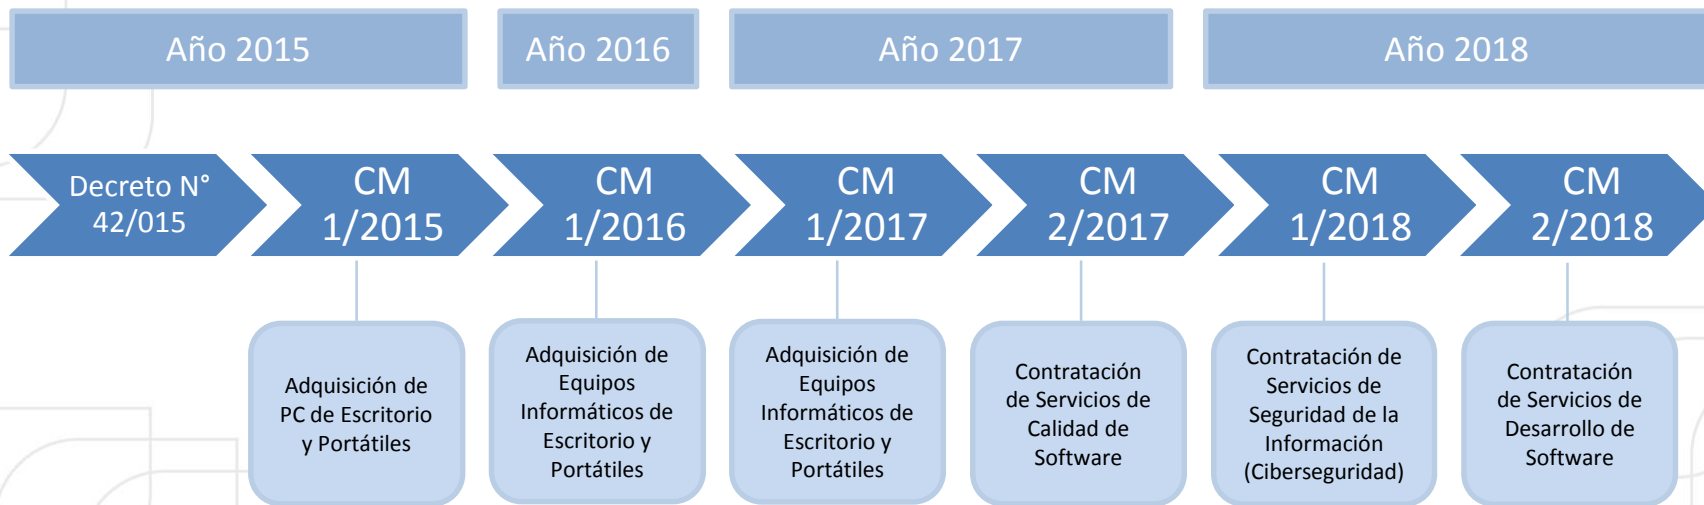 Año 2015
Año 2016
Año 2017
Año 2018
Decreto N°
42/015
CM
1/2015
CM
1/2016
CM
1/2017
CM
2/2017
CM
1/2018
CM
2/2018
Adquisición de
PC de Escritorio
y Portátiles
Adquisición de
Equipos
Informáticos de
Escritorio y
Portátiles
Adquisición de
Equipos
Informáticos de
Escritorio y
Portátiles
Contratación
de Servicios de
Calidad de
Software
Contratación de
Servicios de
Seguridad de la
Información
(Ciberseguridad)
Contratación
de Servicios de
Desarrollo de
Software